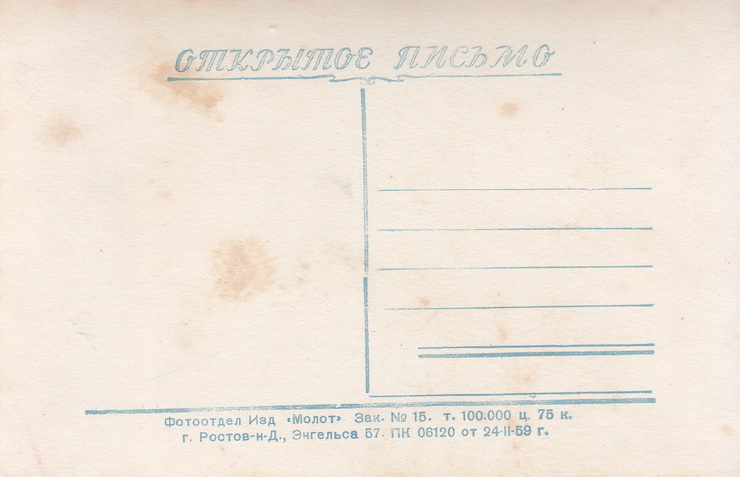 ОТКРЫТОЕ ПИСЬМО
Фотоотдел Изд «Молот» Зак. № 15. т. 100.000 ц. 75 к.
г. Ростов-н-Д., Энгельса 57. ПК 06120 от 24-II-59 г.